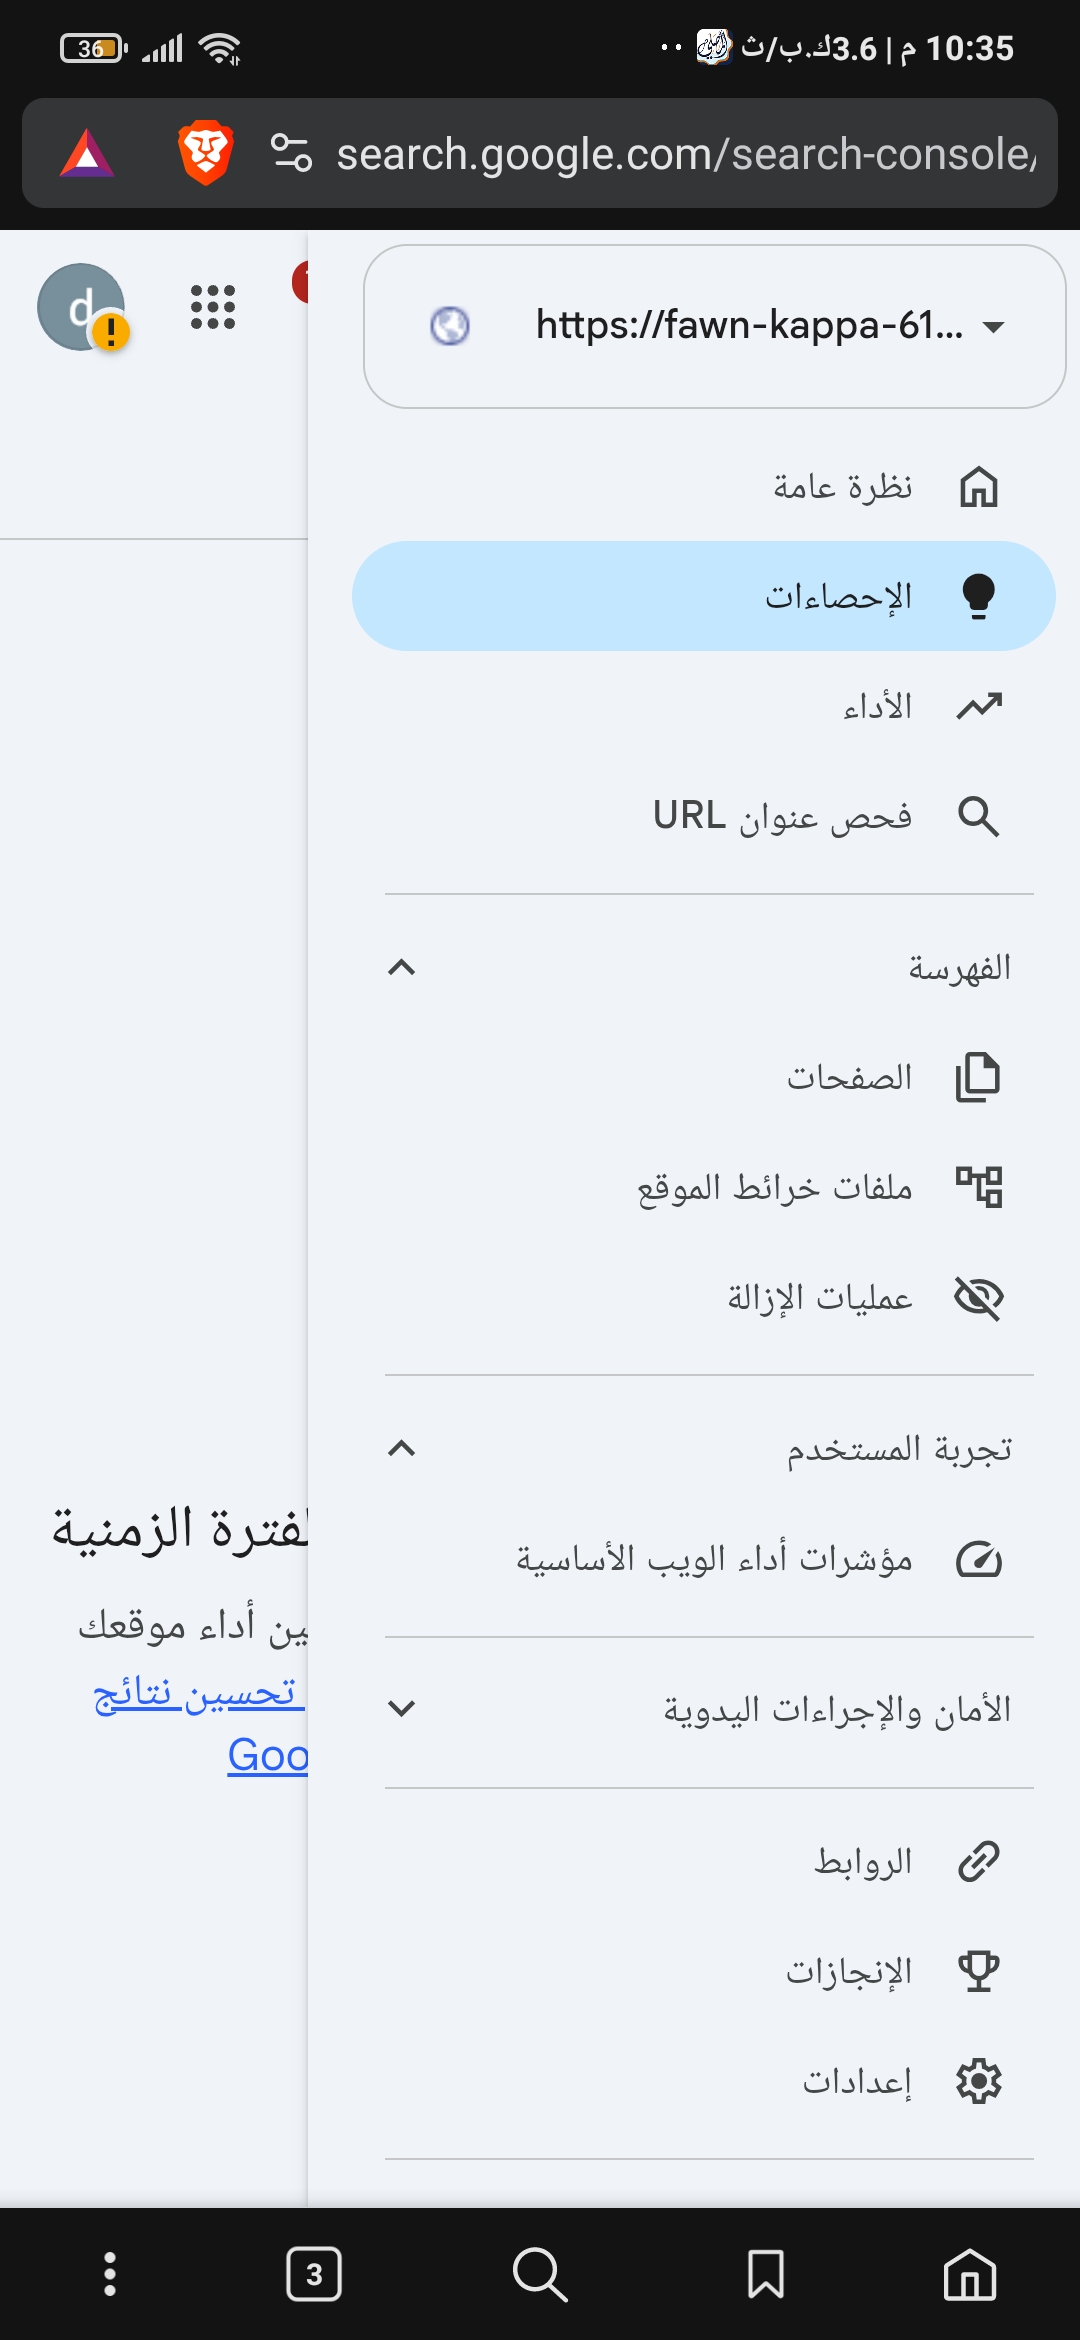 10:35 م | 3.6ك.ب/ث
36
search.google.com/search-console/
d
https://fawn-kappa-61...
نظرة عامة
الإحصاءات
الأداء
فحص عنوان URL
الفهرسة
الصفحات
ملفات خرائط الموقع
عمليات الإزالة
تجربة المستخدم
مؤشرات أداء الويب الأساسية
الأمان والإجراءات اليدوية
الروابط
الإنجازات
إعدادات
لفترة الزمنية
ين أداء موقعك
تحسين نتائج
Goo
3